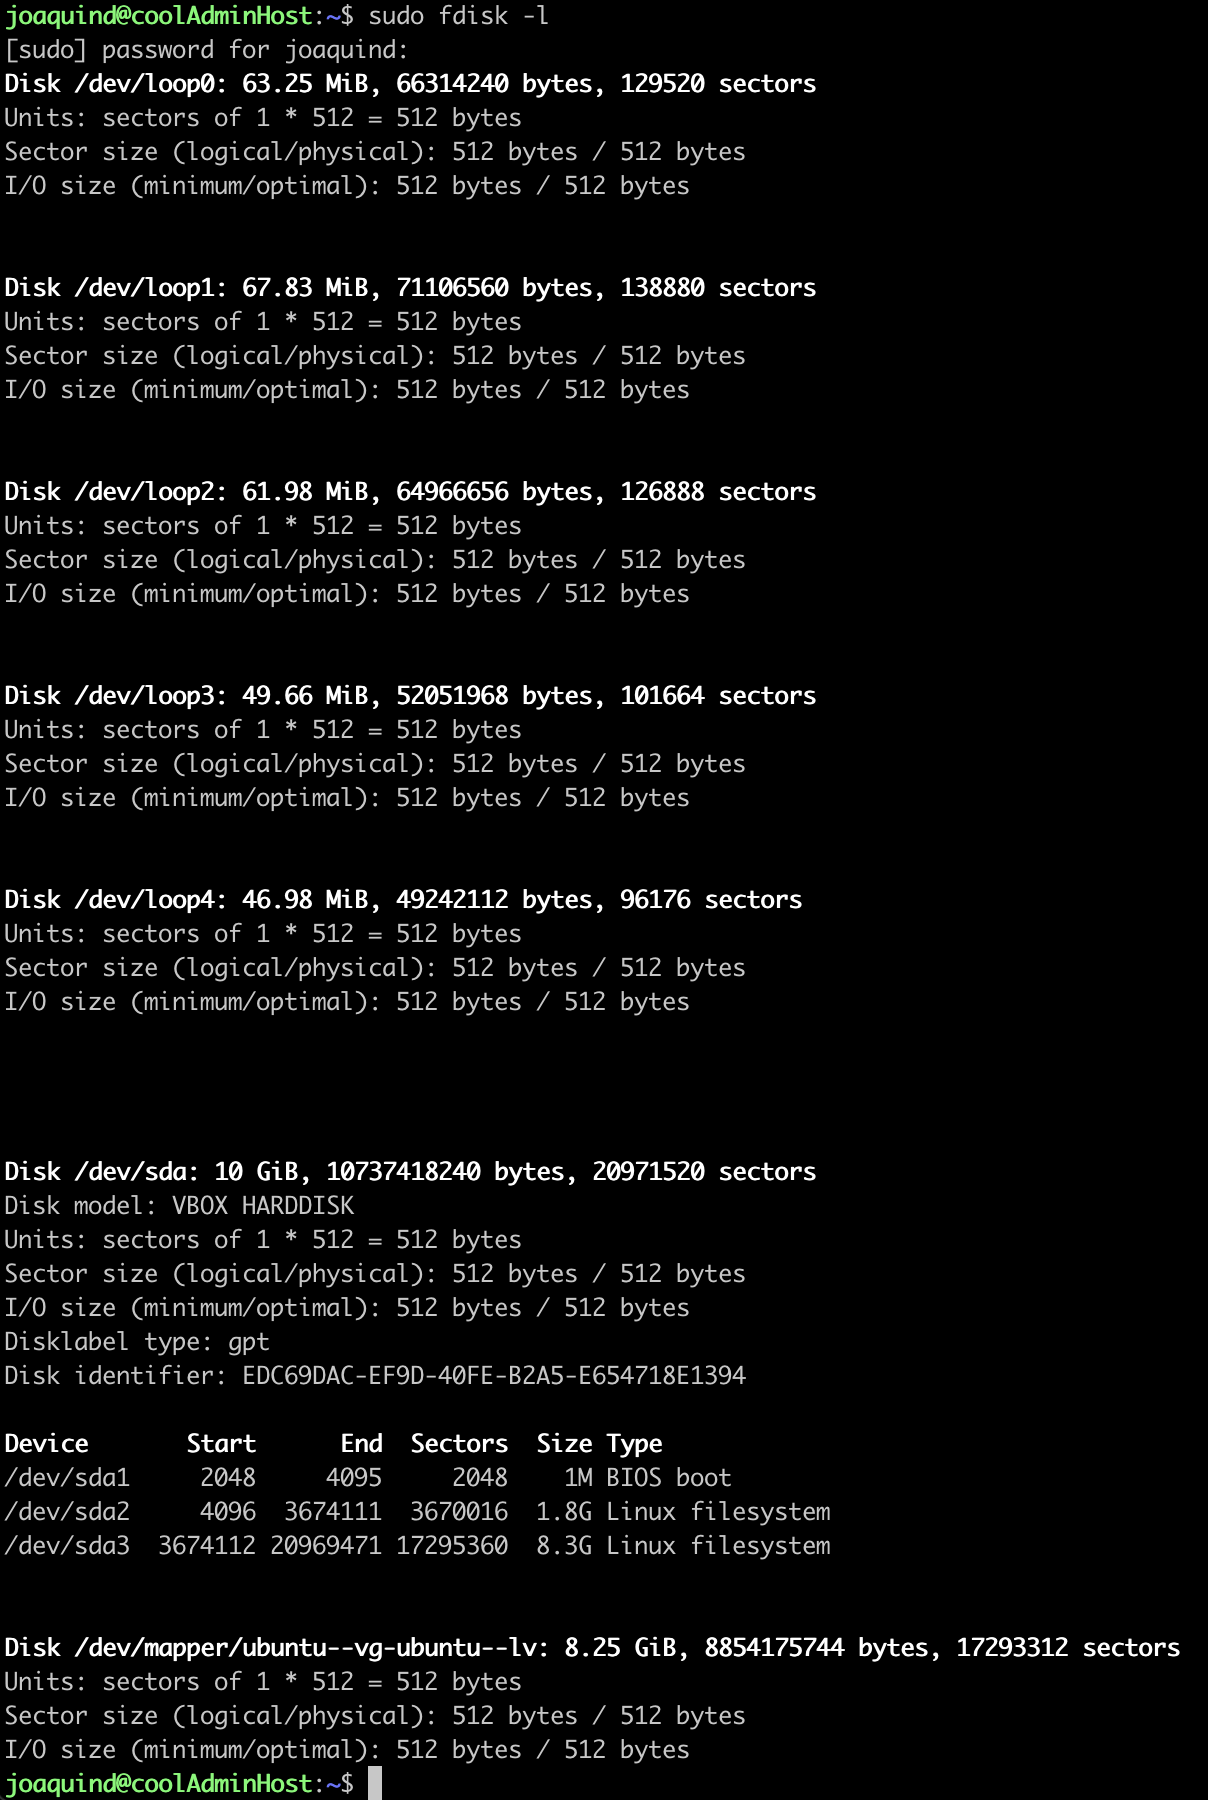 joaquind@coolAdminHost:~$ sudo fdisk -l
[sudo] password for joaquind:
Disk /dev/loop0: 63.25 MiB, 66314240 bytes, 129520 sectors
Units: sectors of 1 * 512 = 512 bytes
Sector size (logical/physical): 512 bytes / 512 bytes
I/O size (minimum/optimal): 512 bytes / 512 bytes
Disk /dev/loop1: 67.83 MiB, 71106560 bytes, 138880 sectors
Units: sectors of 1 * 512 = 512 bytes
Sector size (logical/physical): 512 bytes / 512 bytes
I/O size (minimum/optimal): 512 bytes / 512 bytes
Disk /dev/loop2: 61.98 MiB, 64966656 bytes, 126888 sectors
Units: sectors of 1 * 512 = 512 bytes
Sector size (logical/physical): 512 bytes / 512 bytes
I/O size (minimum/optimal): 512 bytes / 512 bytes
Disk /dev/loop3: 49.66 MiB, 52051968 bytes, 101664 sectors
Units: sectors of 1 * 512 = 512 bytes
Sector size (logical/physical): 512 bytes / 512 bytes
I/O size (minimum/optimal): 512 bytes / 512 bytes
Disk /dev/loop4: 46.98 MiB, 49242112 bytes, 96176 sectors
Units: sectors of 1 * 512 = 512 bytes
Sector size (logical/physical): 512 bytes / 512 bytes
I/O size (minimum/optimal): 512 bytes / 512 bytes
Disk /dev/sda: 10 GiB, 10737418240 bytes, 20971520 sectors
Disk model: VBOX HARDDISK
Units: sectors of 1 * 512 = 512 bytes
Sector size (logical/physical): 512 bytes / 512 bytes
I/O size (minimum/optimal): 512 bytes / 512 bytes
Disklabel type: gpt
Disk identifier: EDC69DAC-EF9D-40FE-B2A5-E654718E1394
Device       Start      End  Sectors  Size Type
/dev/sda1     2048     4095     2048    1M BIOS boot
/dev/sda2     4096  3674111  3670016  1.8G Linux filesystem
/dev/sda3  3674112 20969471 17295360  8.3G Linux filesystem
Disk /dev/mapper/ubuntu--vg-ubuntu--lv: 8.25 GiB, 8854175744 bytes, 17293312 sectors
Units: sectors of 1 * 512 = 512 bytes
Sector size (logical/physical): 512 bytes / 512 bytes
I/O size (minimum/optimal): 512 bytes / 512 bytes
joaquind@coolAdminHost:~$